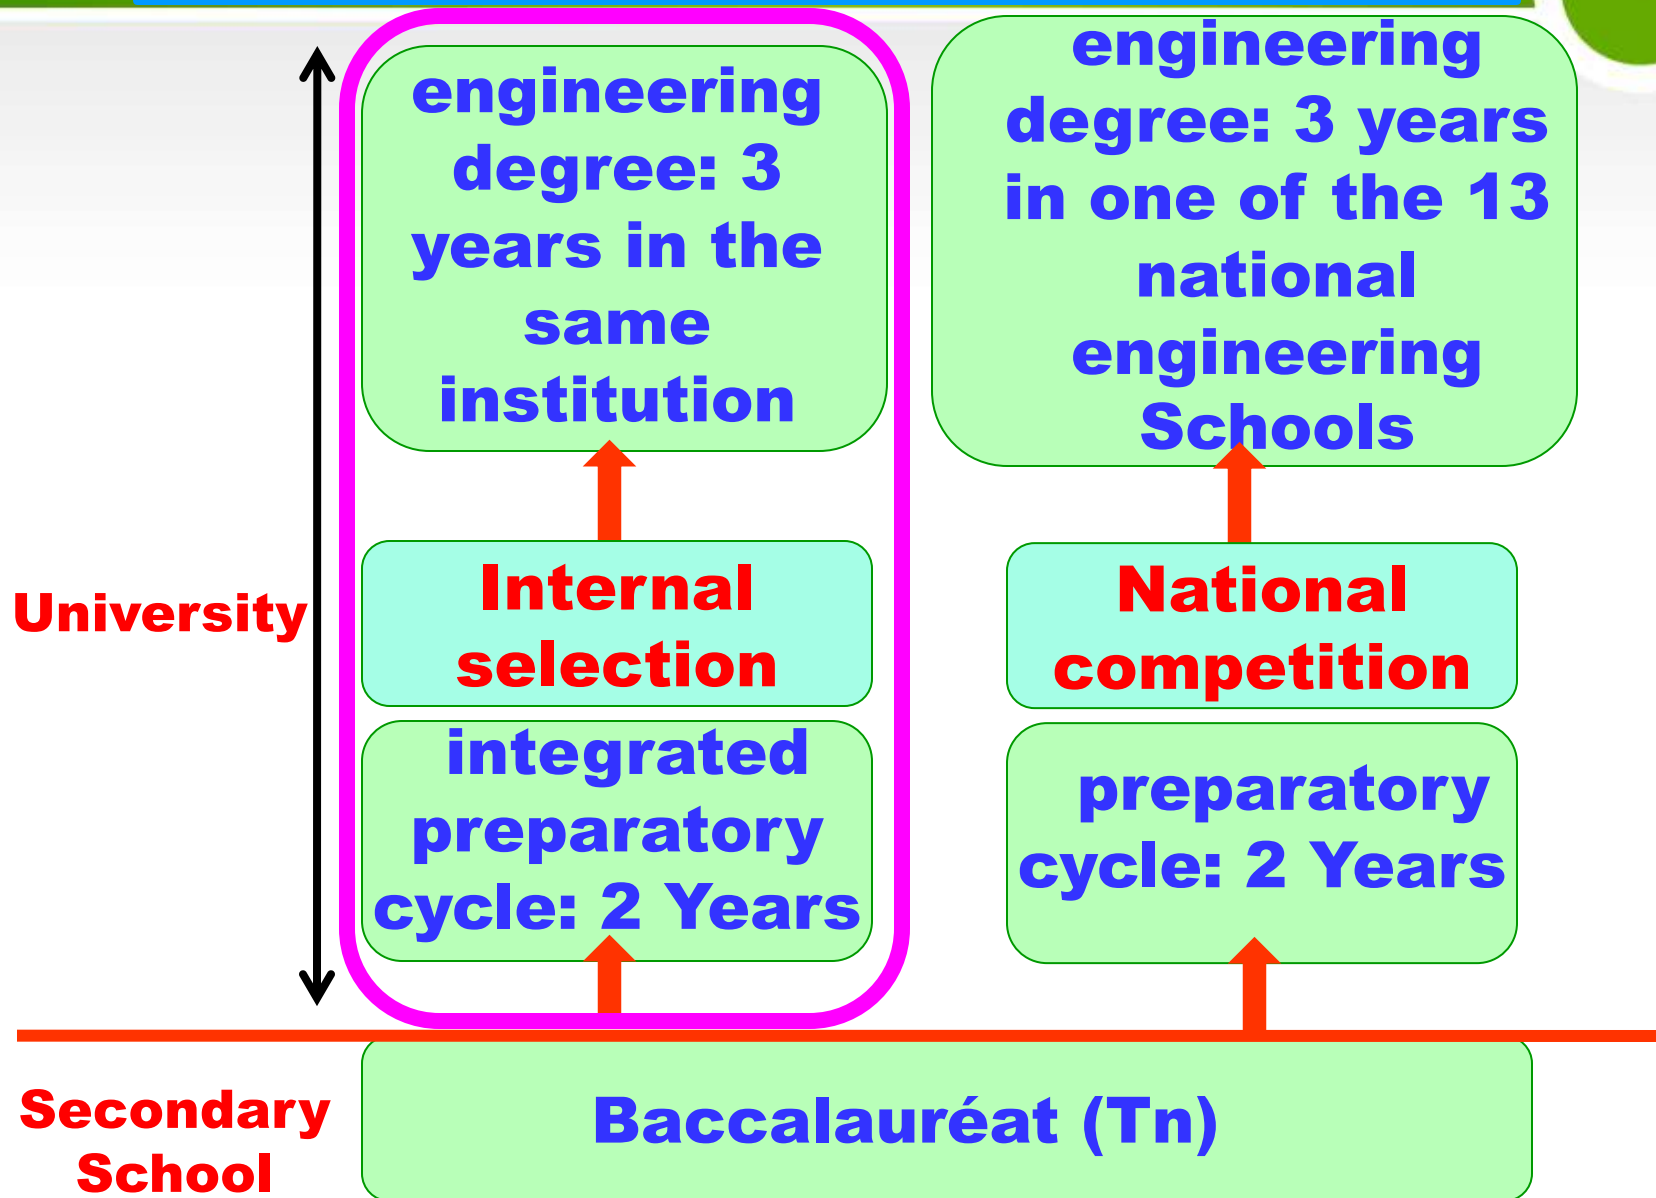 engineering
degree: 3
years in the
same
institution
engineering
degree: 3 years
in one of the 13
national
engineering
Schools
University
Internal
selection
National
competition
integrated
preparatory
cycle: 2 Years
preparatory
cycle: 2 Years
Secondary
School
Baccalauréat (Tn)